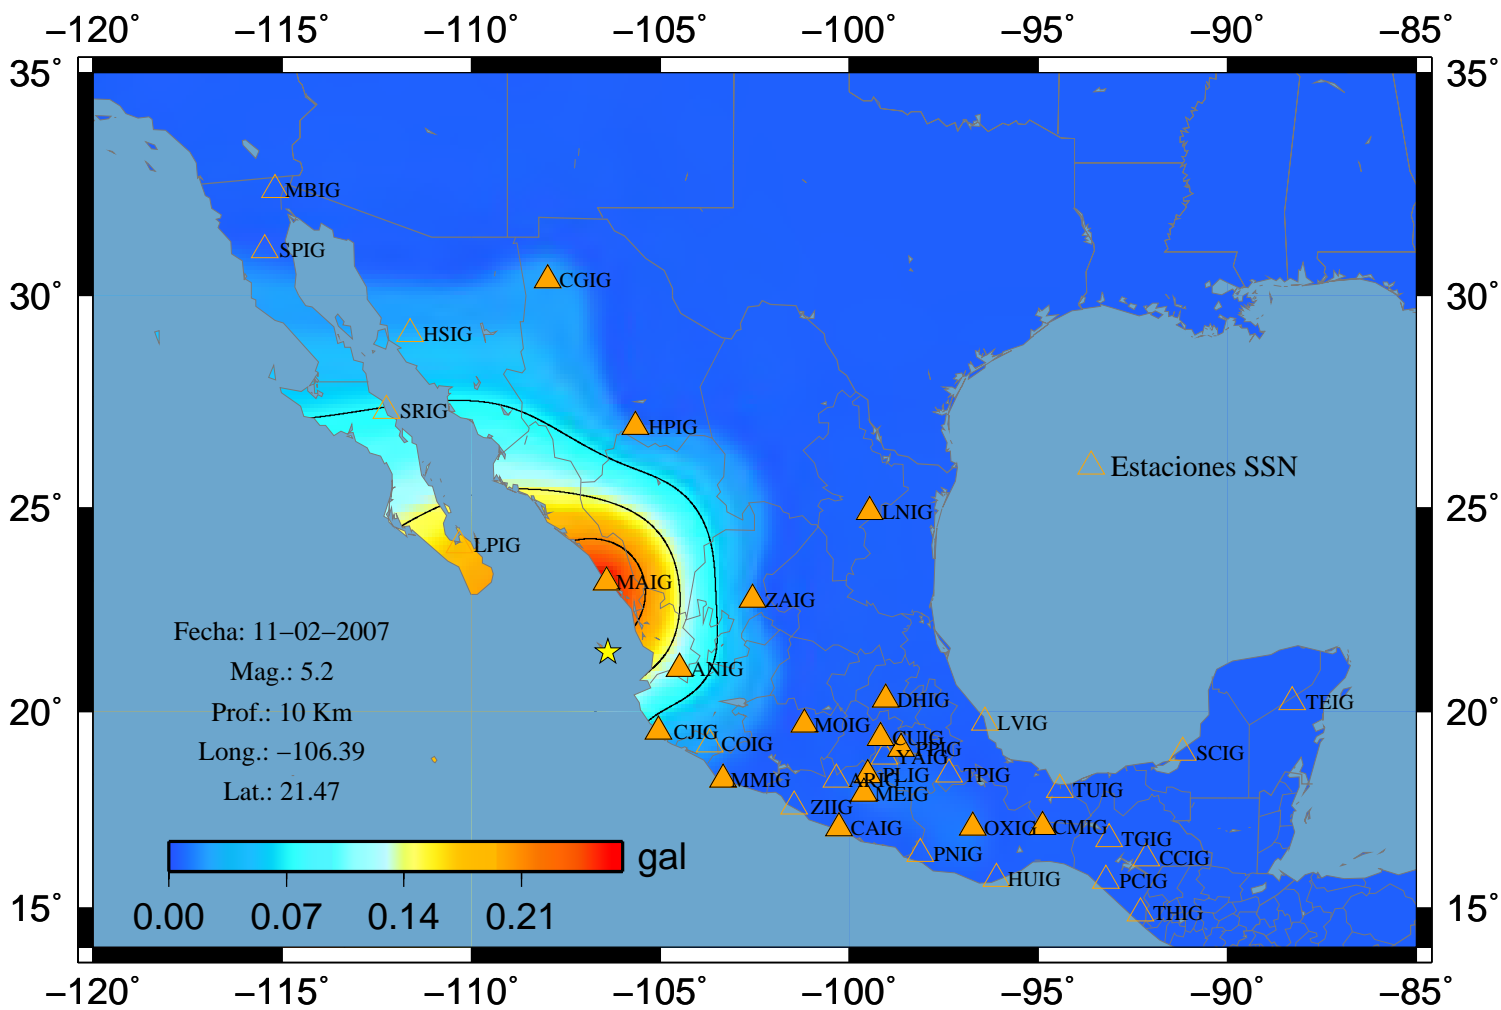 −120˚ −115˚ −110˚ −105˚ −100˚ −95˚ −90˚ −85˚
35˚ 35˚
MBIG
SPIG
CGIG
30˚ 30˚
HSIG
SRIG
HPIG
Estaciones SSN
25˚ LNIG 25˚
LPIG
MAIG
ZAIG
Fecha: 11−02−2007
Mag.: 5.2
ANIG
DHIG
TEIG
Prof.: 10 Km
20˚ 20˚
MOIG
LVIG
CJIG
CUIG
COIG
PPIG
SCIG
Long.: −106.39
YAIG
PLIG
TPIG
MMIG
ARIG
Lat.: 21.47
MEIG
TUIG
ZIIG
CAIG
OXIG
CMIG
TGIG
PNIG
gal
CCIG
HUIG
PCIG
15˚ 15˚
THIG
0.00 0.07 0.14 0.21
−120˚ −115˚ −110˚ −105˚ −100˚ −95˚ −90˚ −85˚